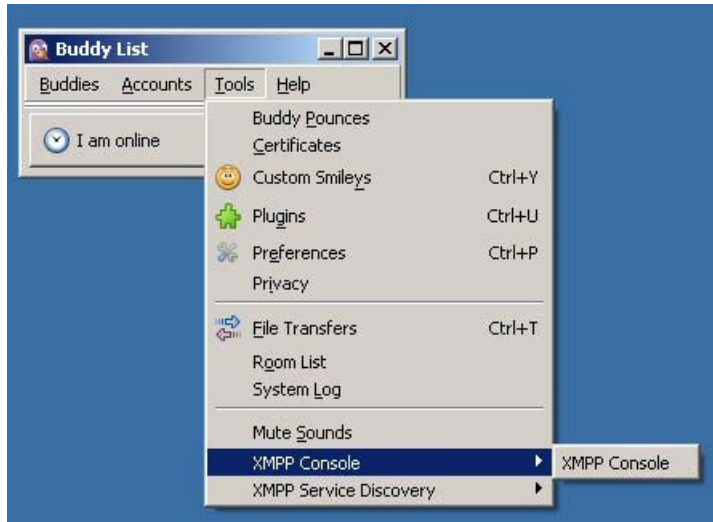 Buddy List
Buddies Accounts Tools Help
I am online
Buddy Pounces
Certificates
Custom Smileys Ctrl+Y
Plugins Ctrl+U
Preferences Ctrl+P
Privacy
File Transfers Ctrl+T
Room List
System Log
Mute Sounds
XMPP Console XMPP Console
XMPP Service Discovery